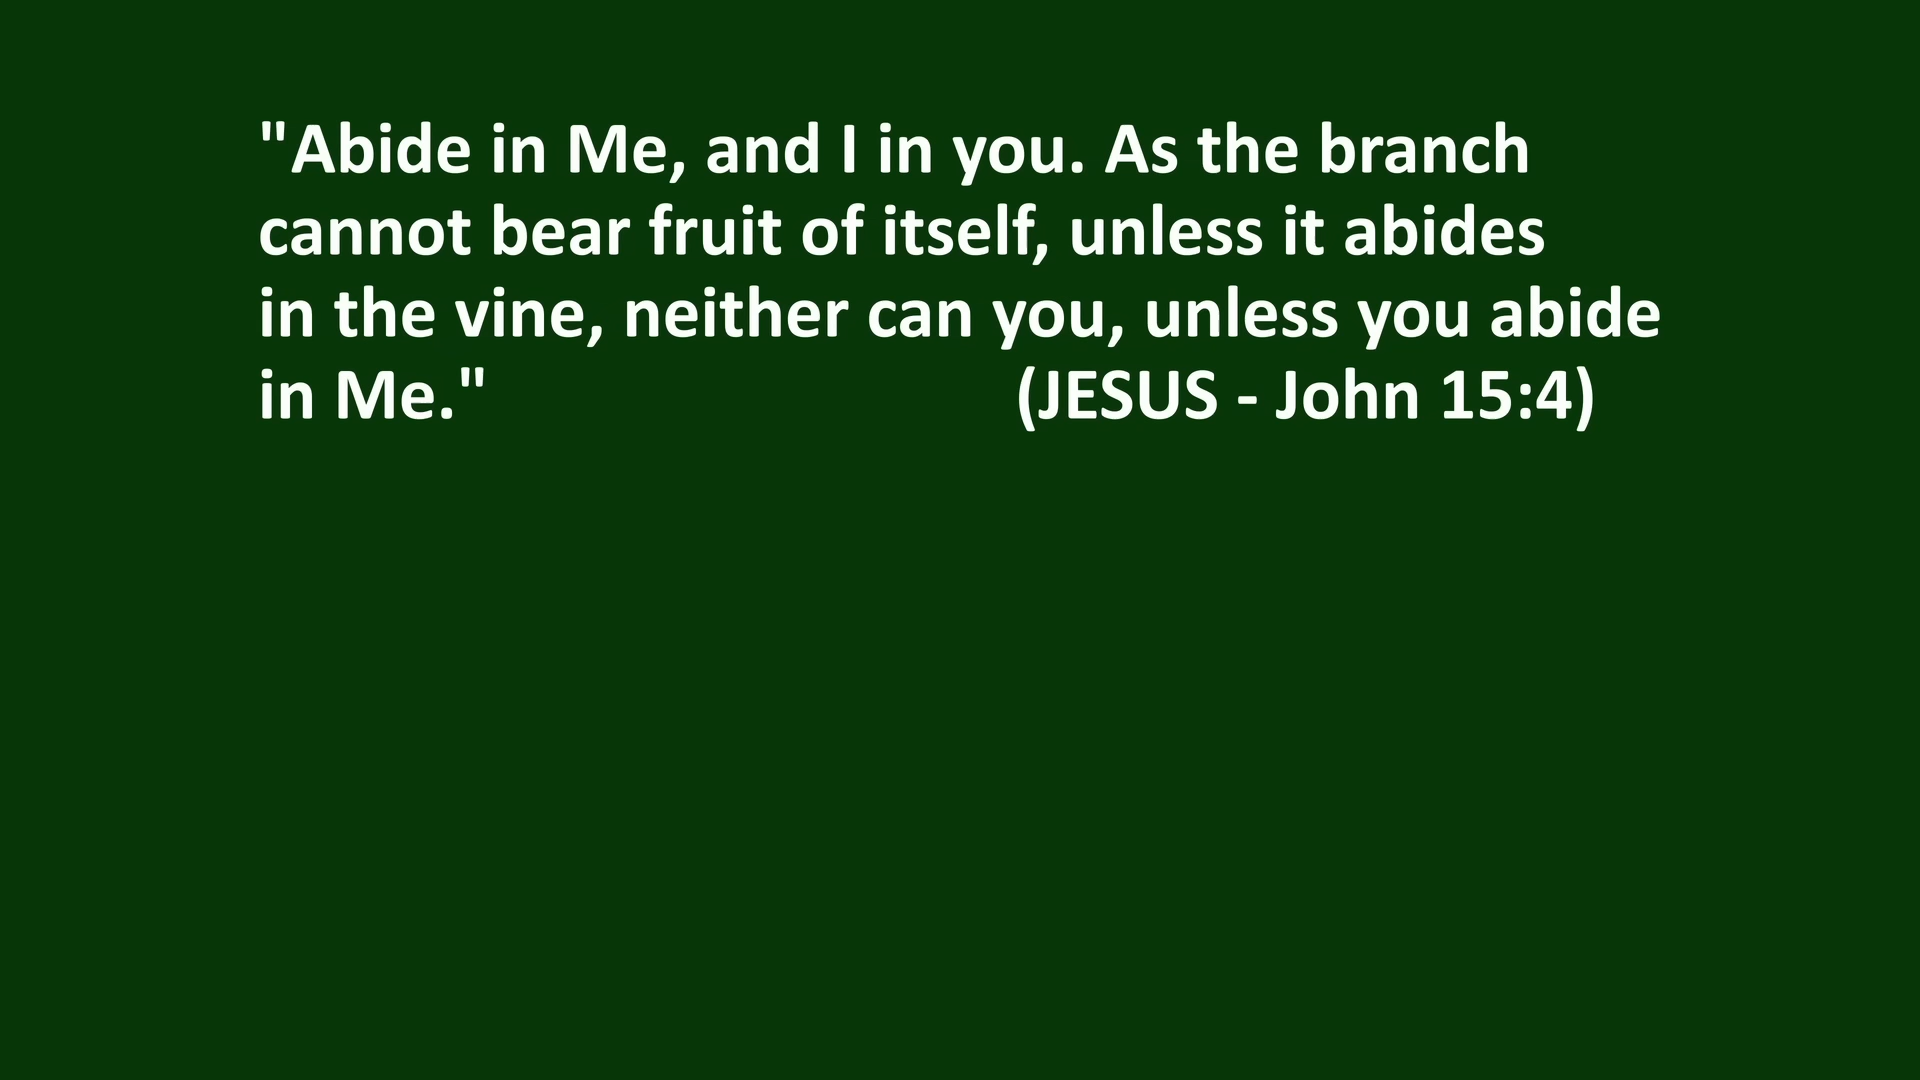 "Abide in Me, and I in you. As the branch
cannot bear fruit of itself, unless it abides
in the vine, neither can you, unless you abide
in Me." (JESUS - John 15:4)